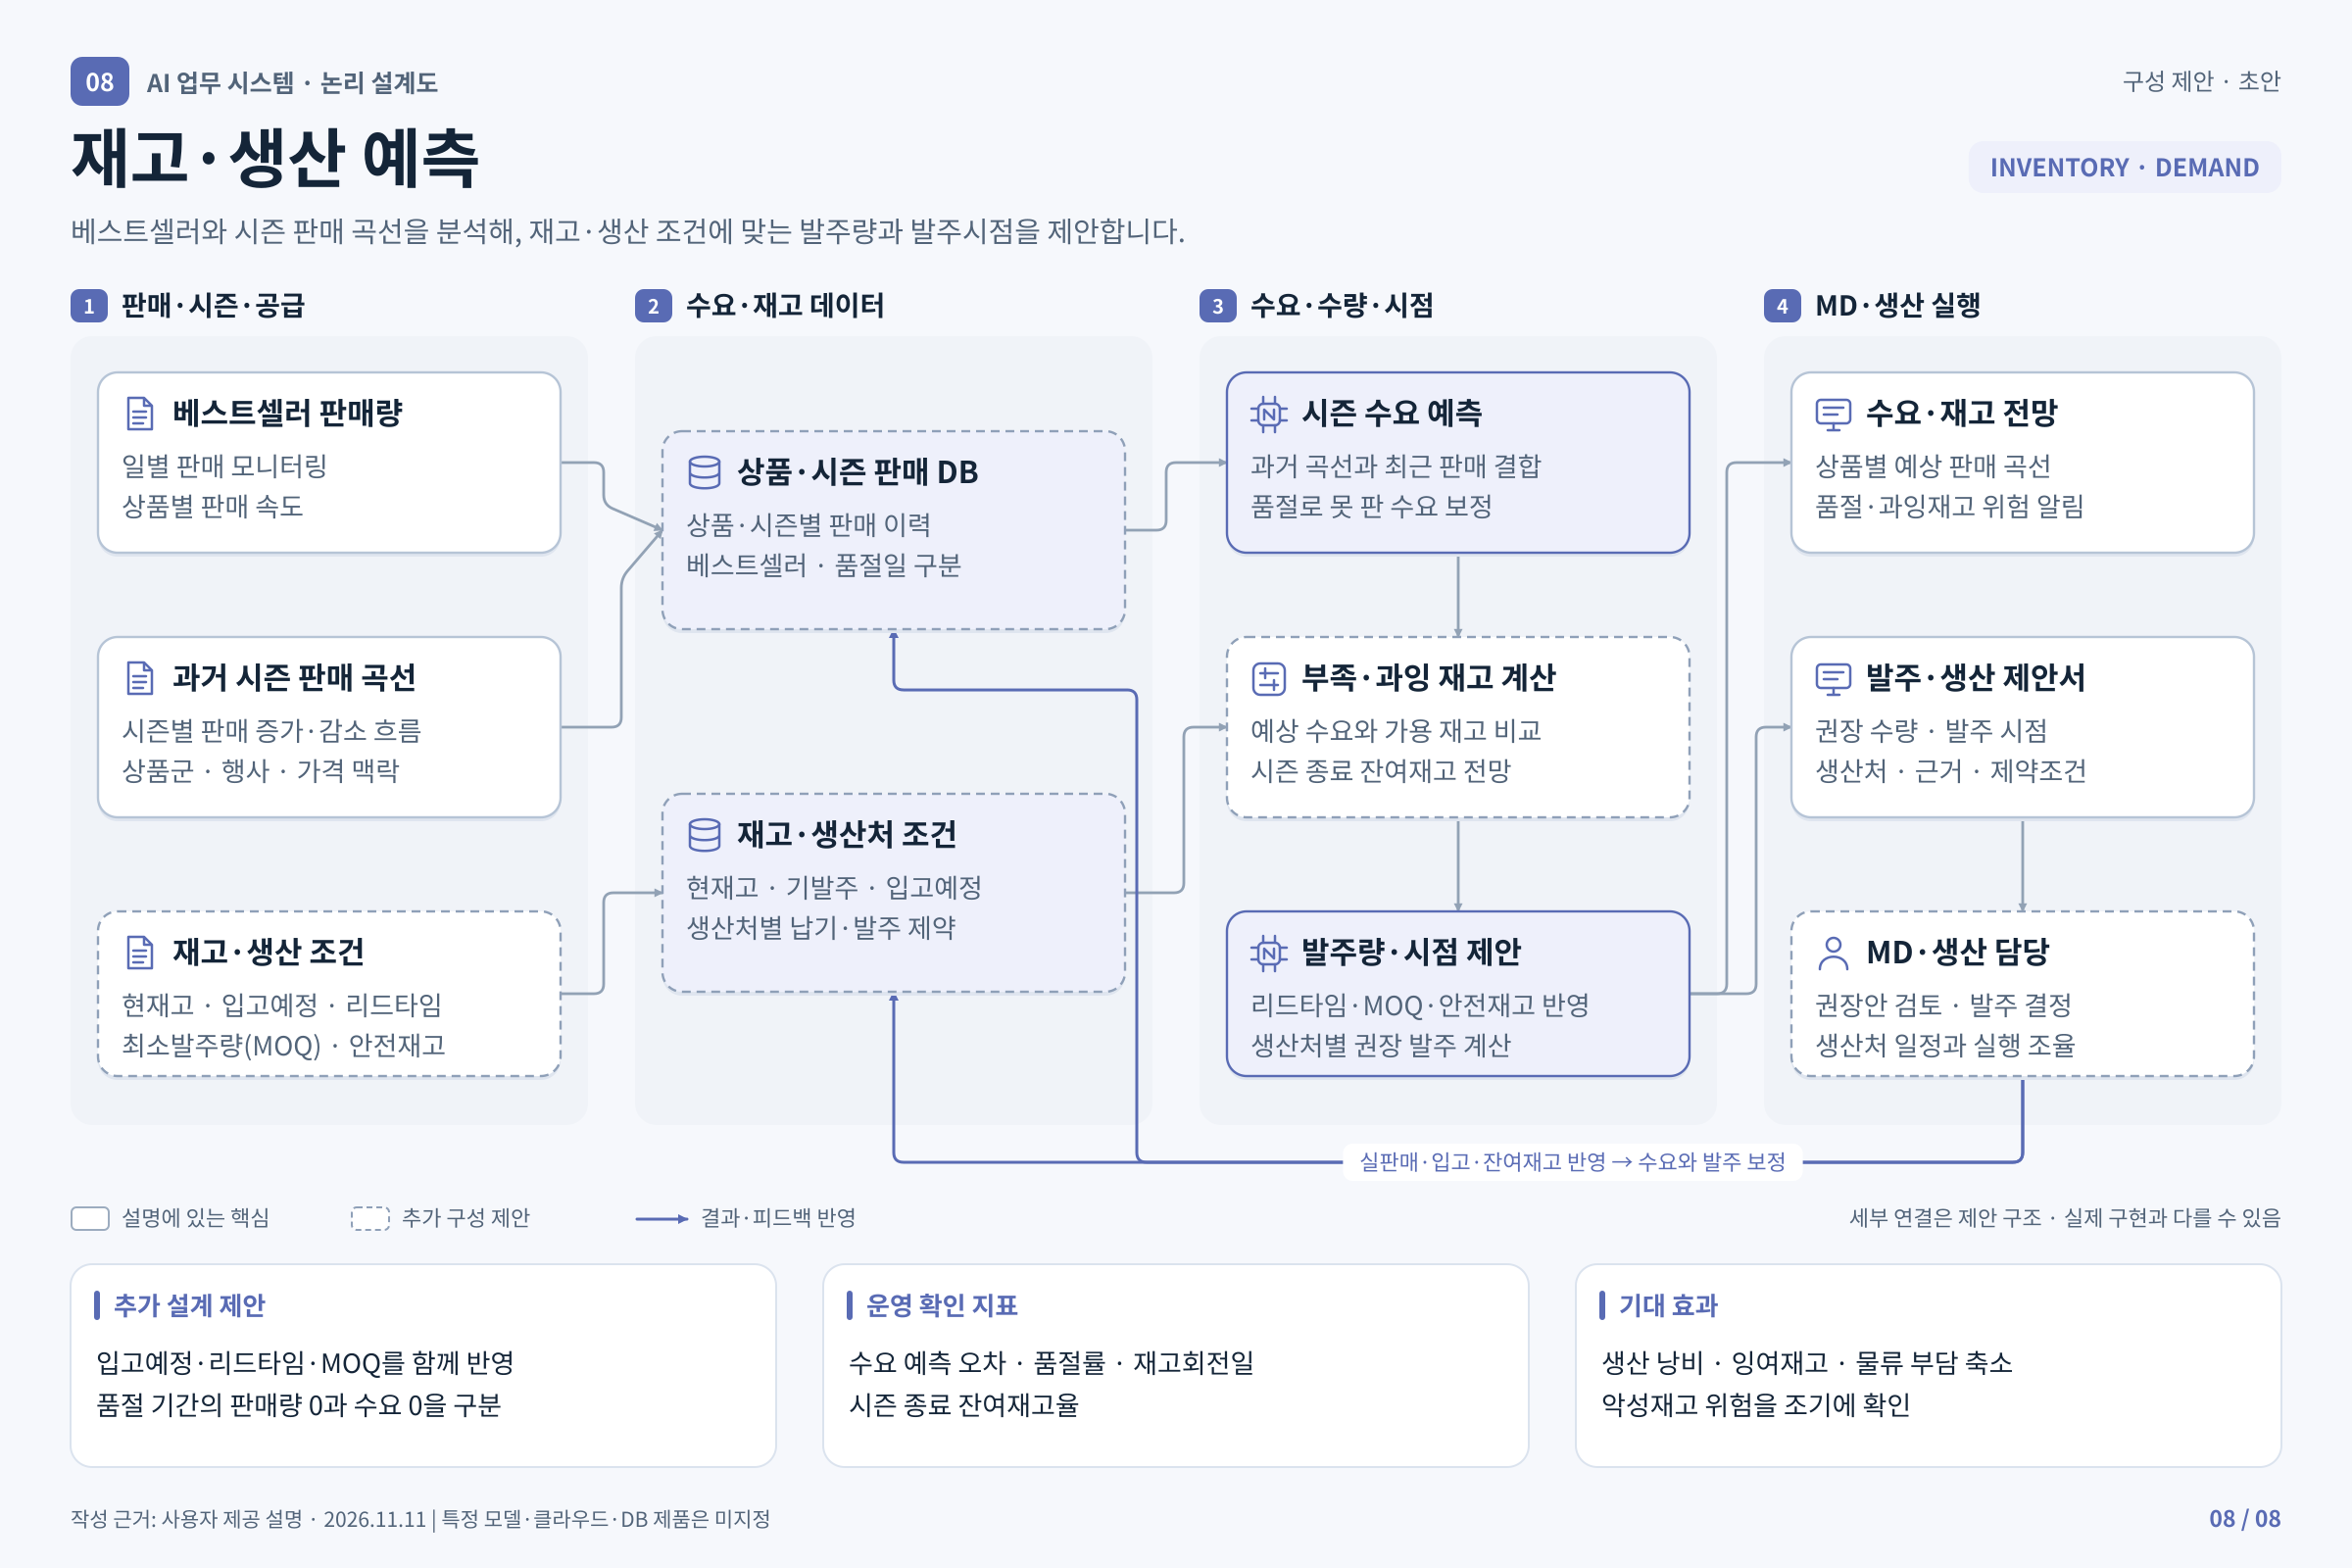 08 AI 업무 시스템 · 논리 설계도
구성 제안 · 초안
재고·생산 예측
INVENTORY · DEMAND
베스트셀러와 시즌 판매 곡선을 분석해, 재고·생산 조건에 맞는 발주량과 발주시점을 제안합니다.
1 판매·시즌·공급
베스트셀러 판매량
일별 판매 모니터링
상품별 판매 속도
과거 시즌 판매 곡선
시즌별 판매 증가·감소 흐름
상품군 · 행사 · 가격 맥락
재고·생산 조건
현재고 · 입고예정 · 리드타임
최소발주량(MOQ) · 안전재고
2 수요·재고 데이터
상품·시즌 판매 DB
상품·시즌별 판매 이력
베스트셀러 · 품절일 구분
재고·생산처 조건
현재고 · 기발주 · 입고예정
생산처별 납기·발주 제약
3 수요·수량·시점
시즌 수요 예측
과거 곡선과 최근 판매 결합
품절로 못 판 수요 보정
부족·과잉 재고 계산
예상 수요와 가용 재고 비교
시즌 종료 잔여재고 전망
발주량·시점 제안
리드타임·MOQ·안전재고 반영
생산처별 권장 발주 계산
4 MD·생산 실행
수요·재고 전망
상품별 예상 판매 곡선
품절·과잉재고 위험 알림
발주·생산 제안서
권장 수량 · 발주 시점
생산처 · 근거 · 제약조건
MD·생산 담당
권장안 검토 · 발주 결정
생산처 일정과 실행 조율
실판매·입고·잔여재고 반영 → 수요와 발주 보정
설명에 있는 핵심
추가 구성 제안
결과·피드백 반영
세부 연결은 제안 구조 · 실제 구현과 다를 수 있음
추가 설계 제안
입고예정·리드타임·MOQ를 함께 반영
품절 기간의 판매량 0과 수요 0을 구분
운영 확인 지표
수요 예측 오차 · 품절률 · 재고회전일
시즌 종료 잔여재고율
기대 효과
생산 낭비 · 잉여재고 · 물류 부담 축소
악성재고 위험을 조기에 확인
작성 근거: 사용자 제공 설명 · 2026.11.11 | 특정 모델·클라우드·DB 제품은 미지정
08 / 08